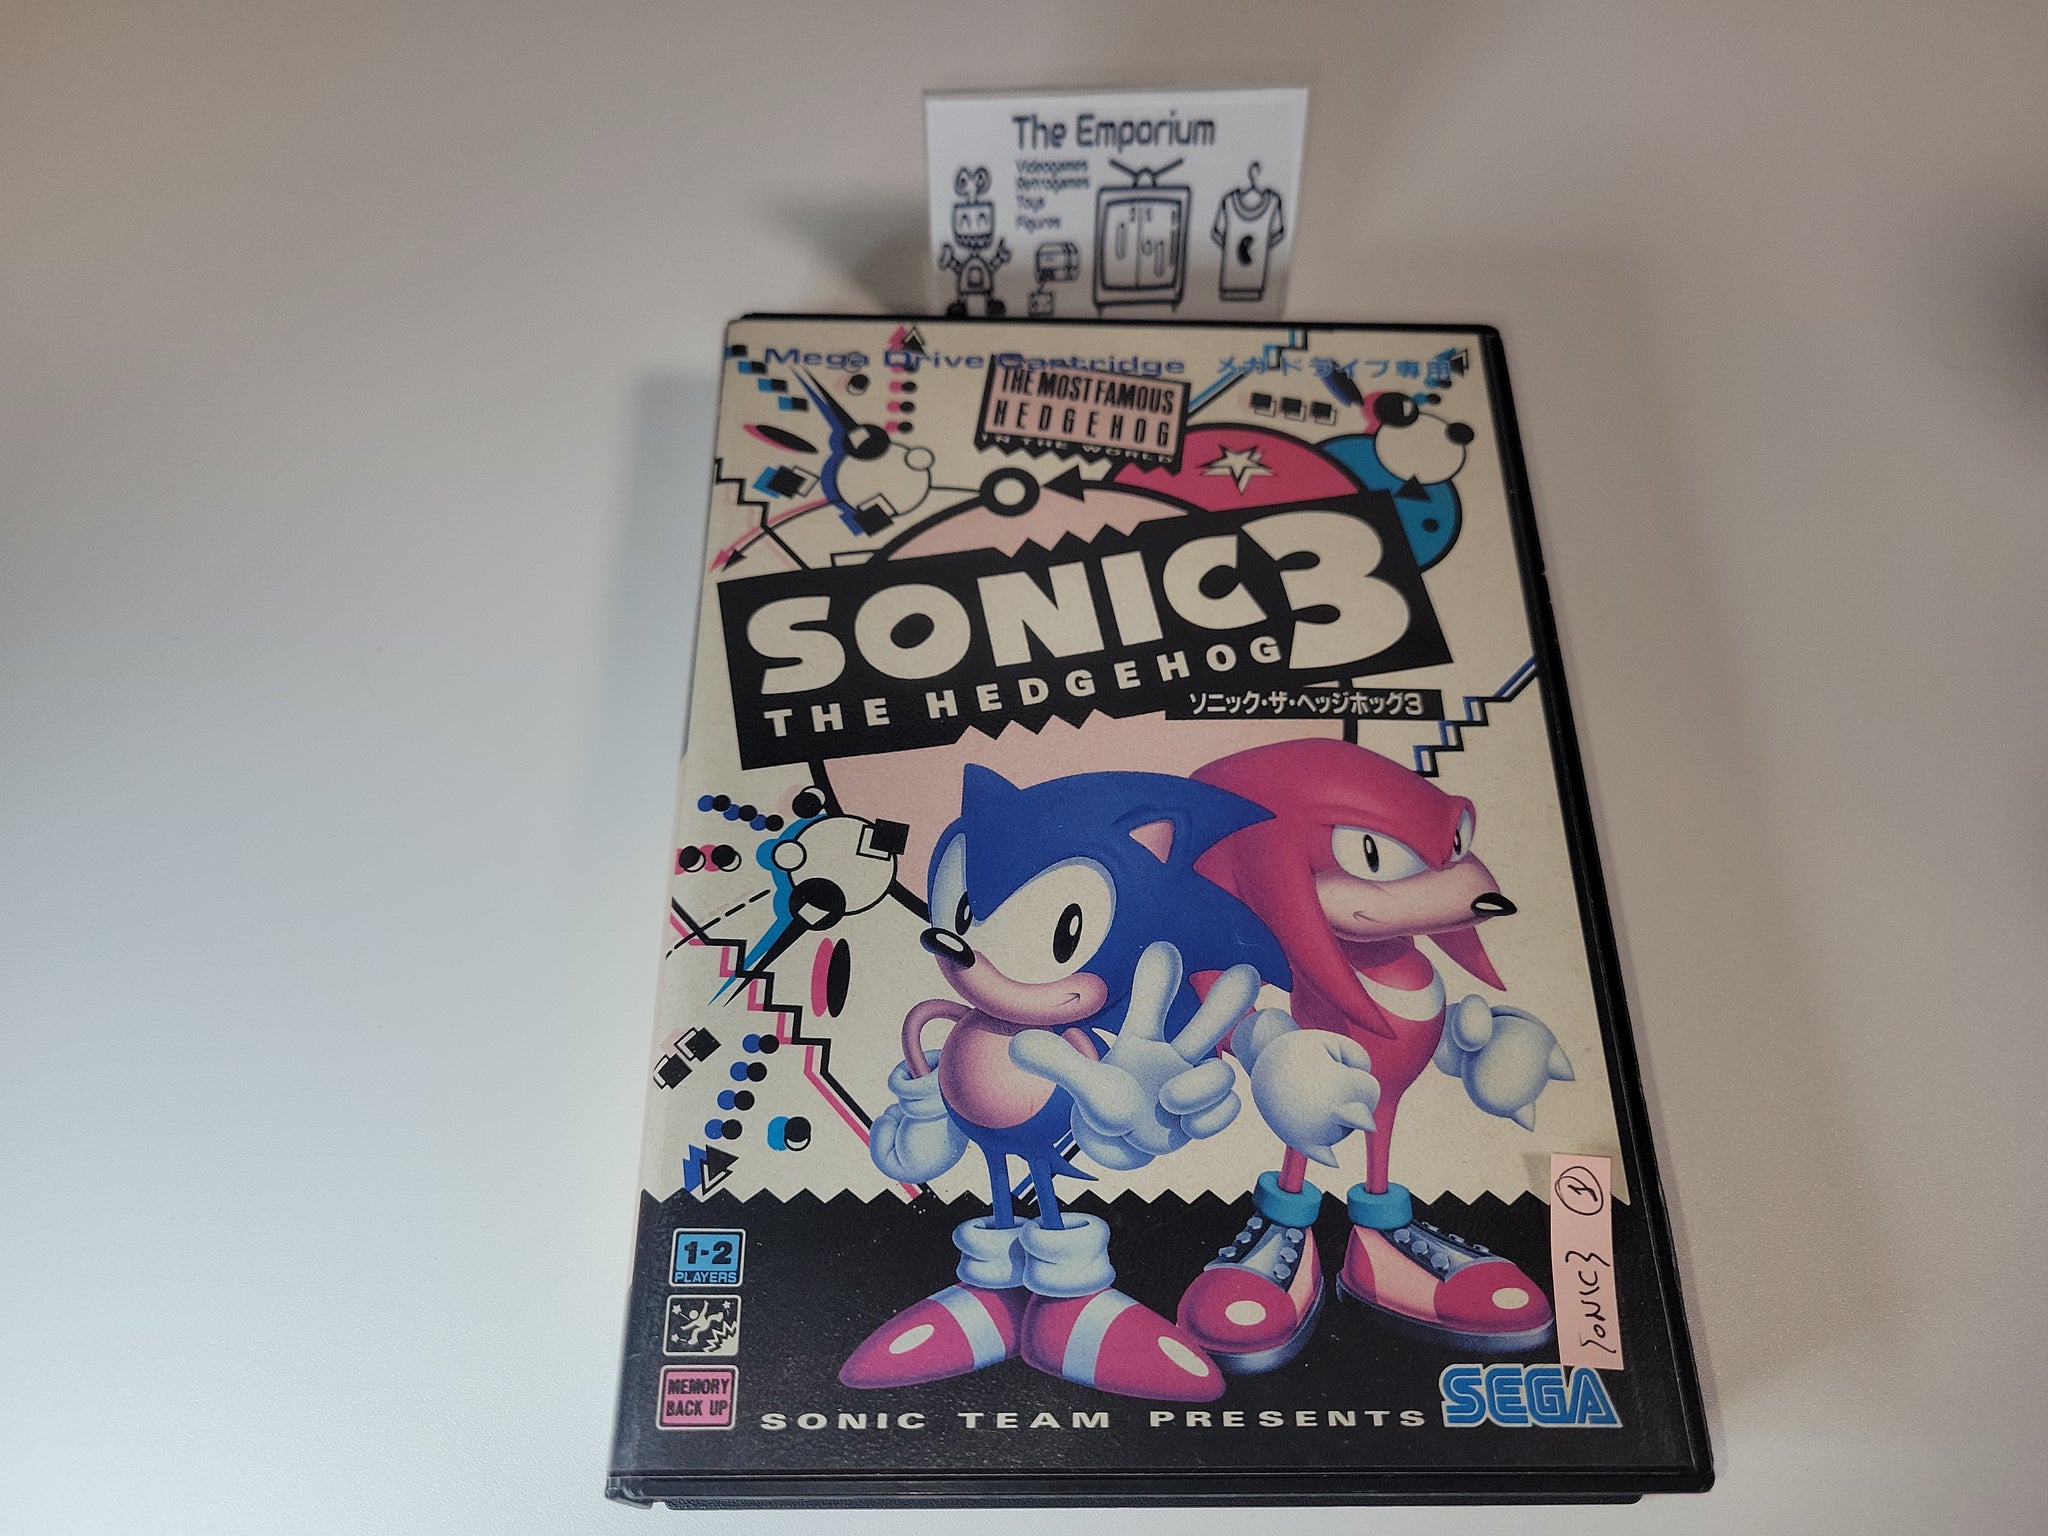 The Emporium
Videogames
Retrogames
Toys
Figures
Mega Drive Cartridge メガドライブ専用
THE MOST FAMOUS
HEDGEHOG
IN THE WORLD
SONIC 3
THE HEDGEHOG
ソニック・ザ・ヘッジホッグ3
1-2
PLAYERS
MEMORY
BACK UP
SONIC TEAM PRESENTS
SEGA
SONIC3